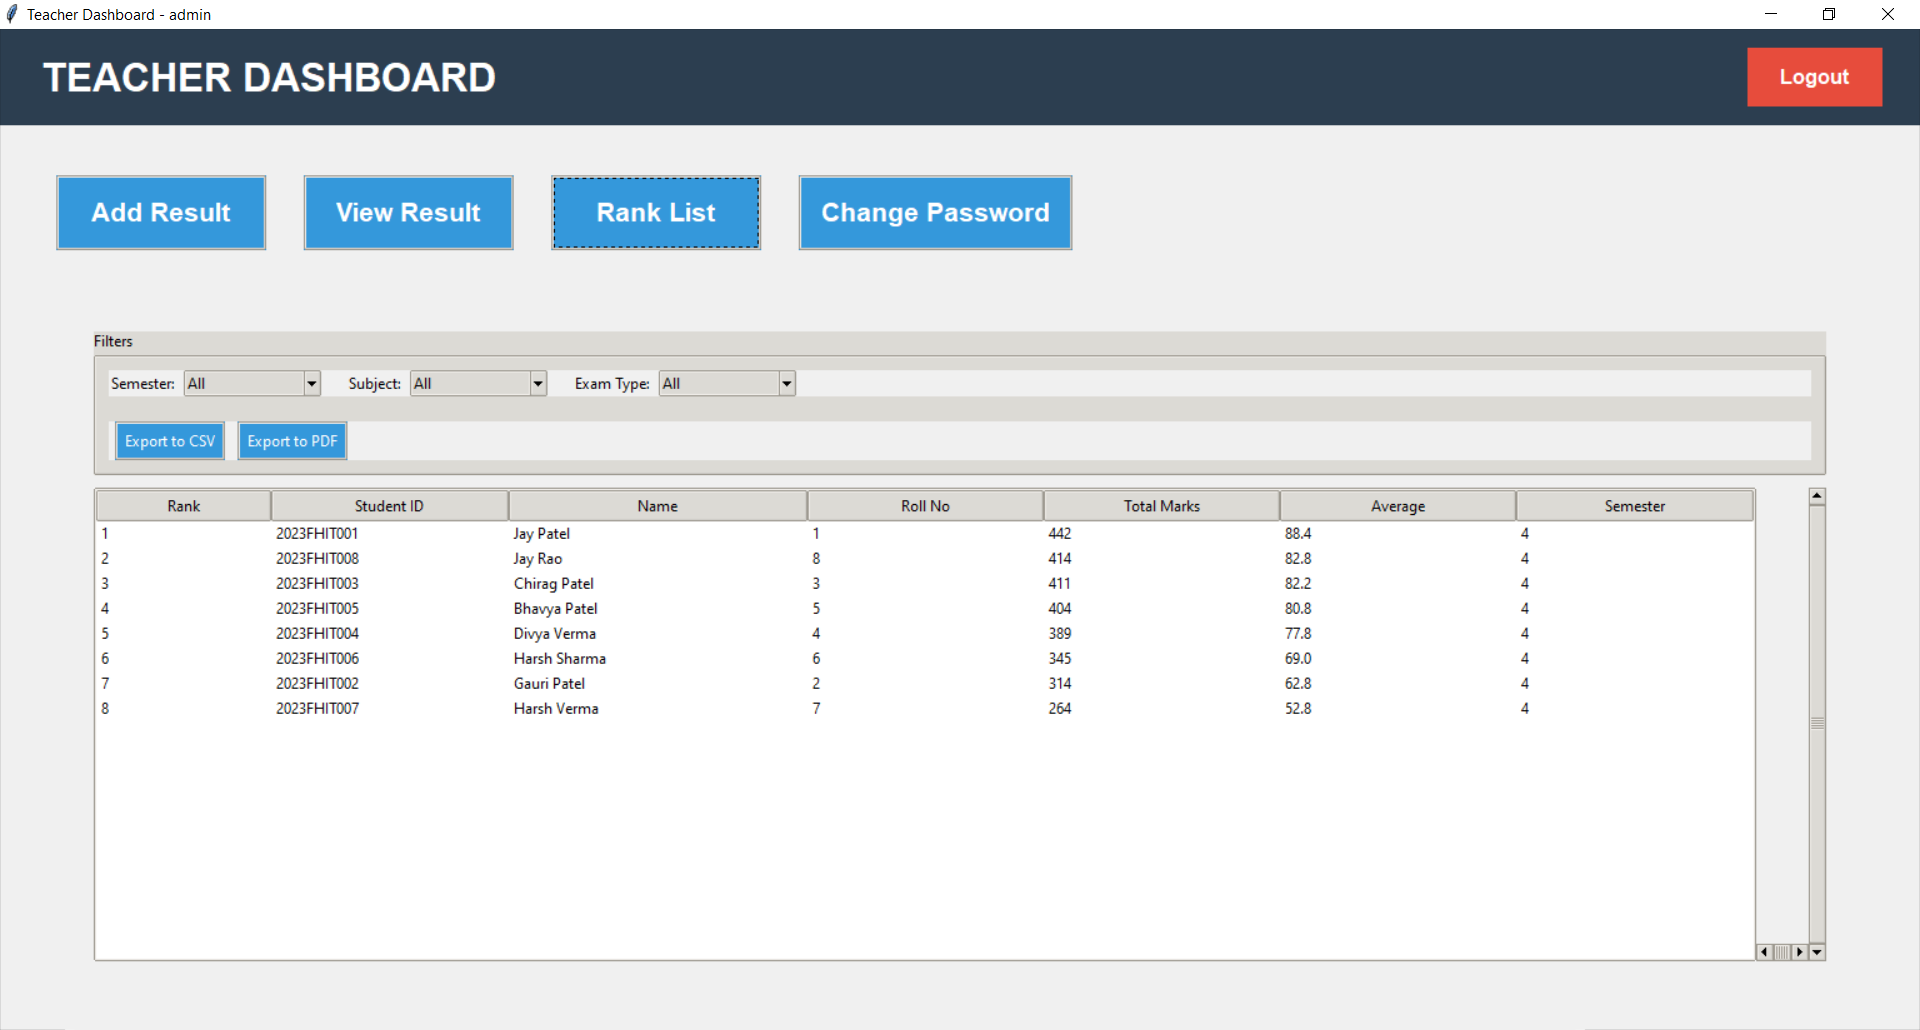 Teacher Dashboard - admin
TEACHER DASHBOARD
Logout
Add Result View Result Rank List Change Password
Filters
Semester: All Subject: All Exam Type: All
Export to CSV Export to PDF
Rank Student ID Name Roll No Total Marks Average Semester
1 2023FHIT001 Jay Patel 1 442 88.4 4
2 2023FHIT008 Jay Rao 8 414 82.8 4
3 2023FHIT003 Chirag Patel 3 411 82.2 4
4 2023FHIT005 Bhavya Patel 5 404 80.8 4
5 2023FHIT004 Divya Verma 4 389 77.8 4
6 2023FHIT006 Harsh Sharma 6 345 69.0 4
7 2023FHIT002 Gauri Patel 2 314 62.8 4
8 2023FHIT007 Harsh Verma 7 264 52.8 4